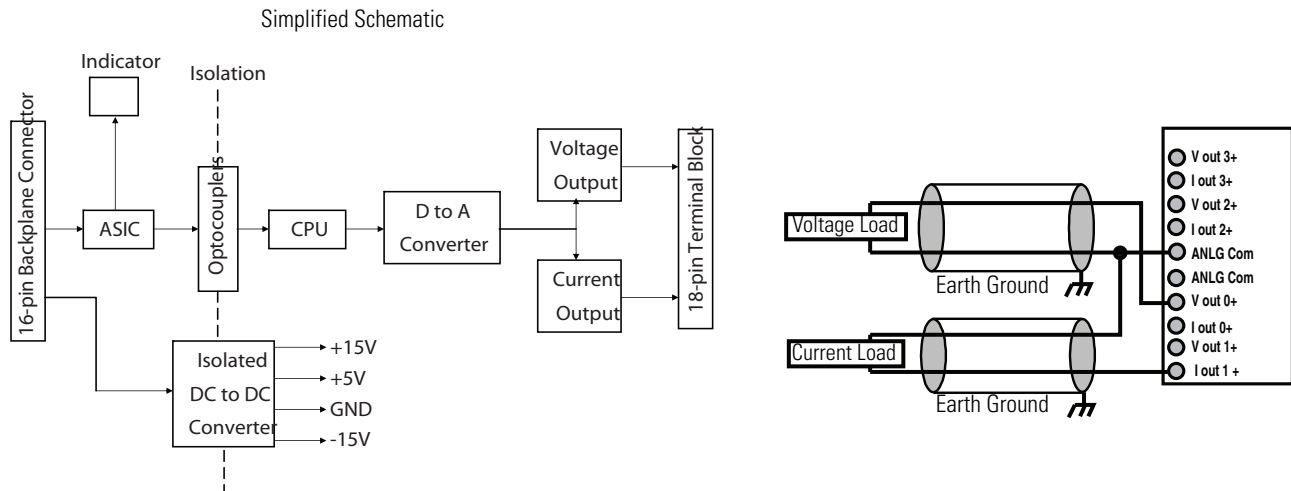 Simplified Schematic
Indicator
Isolation
16-pin Backplane Connector
ASIC
Optocouplers
CPU
D to A
Converter
Voltage
Output
Current
Output
18-pin Terminal Block
Isolated
DC to DC
Converter
+15V
+5V
GND
-15V
Voltage Load
Earth Ground
Current Load
Earth Ground
V out 3+
I out 3+
V out 2+
I out 2+
ANLG Com
ANLG Com
V out 0+
I out 0+
V out 1+
I out 1 +